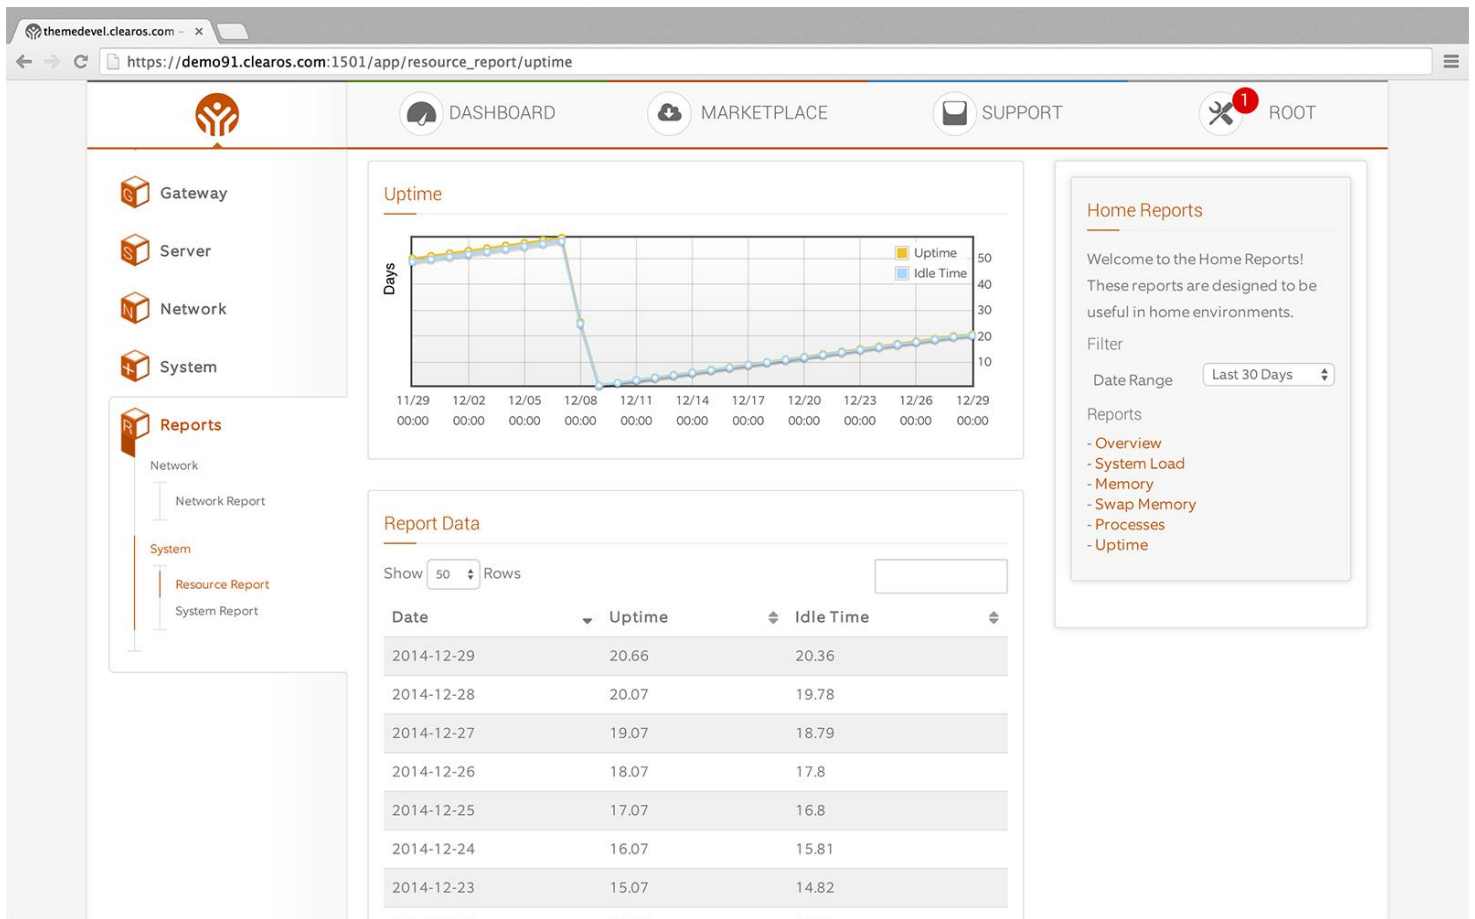 themedevel.clearos.com -
https://demo91.clearos.com:1501/app/resource_report/uptime
DASHBOARD
MARKETPLACE
SUPPORT
1
ROOT
Gateway
Server
Network
System
Reports
Network
Network Report
System
Resource Report
System Report
Uptime
Days
Uptime
Idle Time
50
40
30
20
10
11/29 12/02 12/05 12/08 12/11 12/14 12/17 12/20 12/23 12/26 12/29
00:00 00:00 00:00 00:00 00:00 00:00 00:00 00:00 00:00 00:00 00:00
Report Data
Show 50 Rows
Date Uptime Idle Time
2014-12-29 20.66 20.36
2014-12-28 20.07 19.78
2014-12-27 19.07 18.79
2014-12-26 18.07 17.8
2014-12-25 17.07 16.8
2014-12-24 16.07 15.81
2014-12-23 15.07 14.82
Home Reports
Welcome to the Home Reports!
These reports are designed to be
useful in home environments.
Filter
Date Range Last 30 Days
Reports
- Overview
- System Load
- Memory
- Swap Memory
- Processes
- Uptime